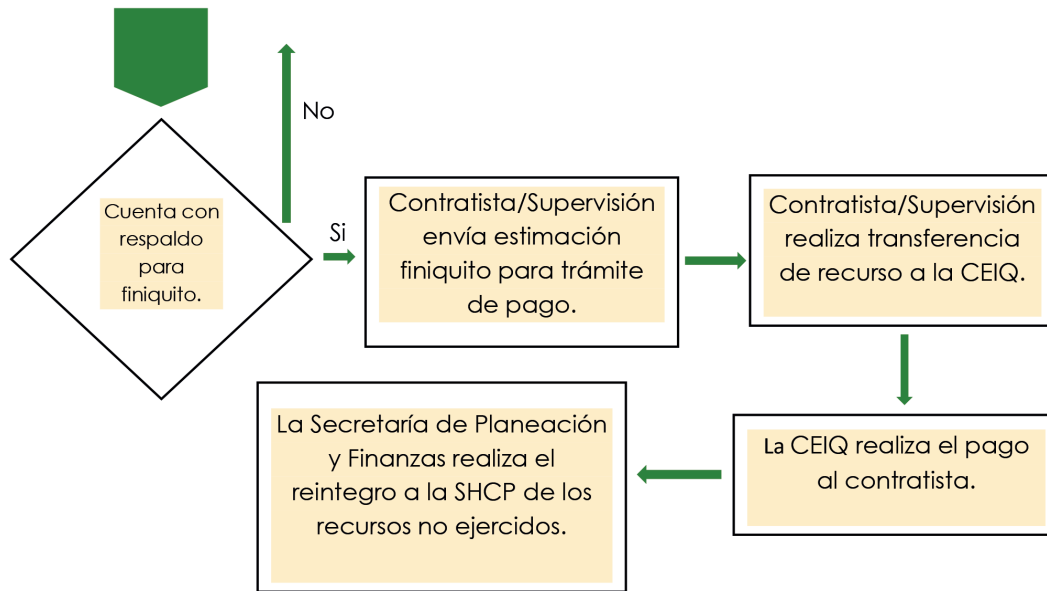 No
Cuenta con
respaldo
para
finiquito.
Si
Contratista/Supervisión
envía estimación
finiquito para trámite
de pago.
Contratista/Supervisión
realiza transferencia
de recurso a la CEIQ.
La CEIQ realiza el pago
al contratista.
La Secretaría de Planeación
y Finanzas realiza el
reintegro a la SHCP de los
recursos no ejercidos.